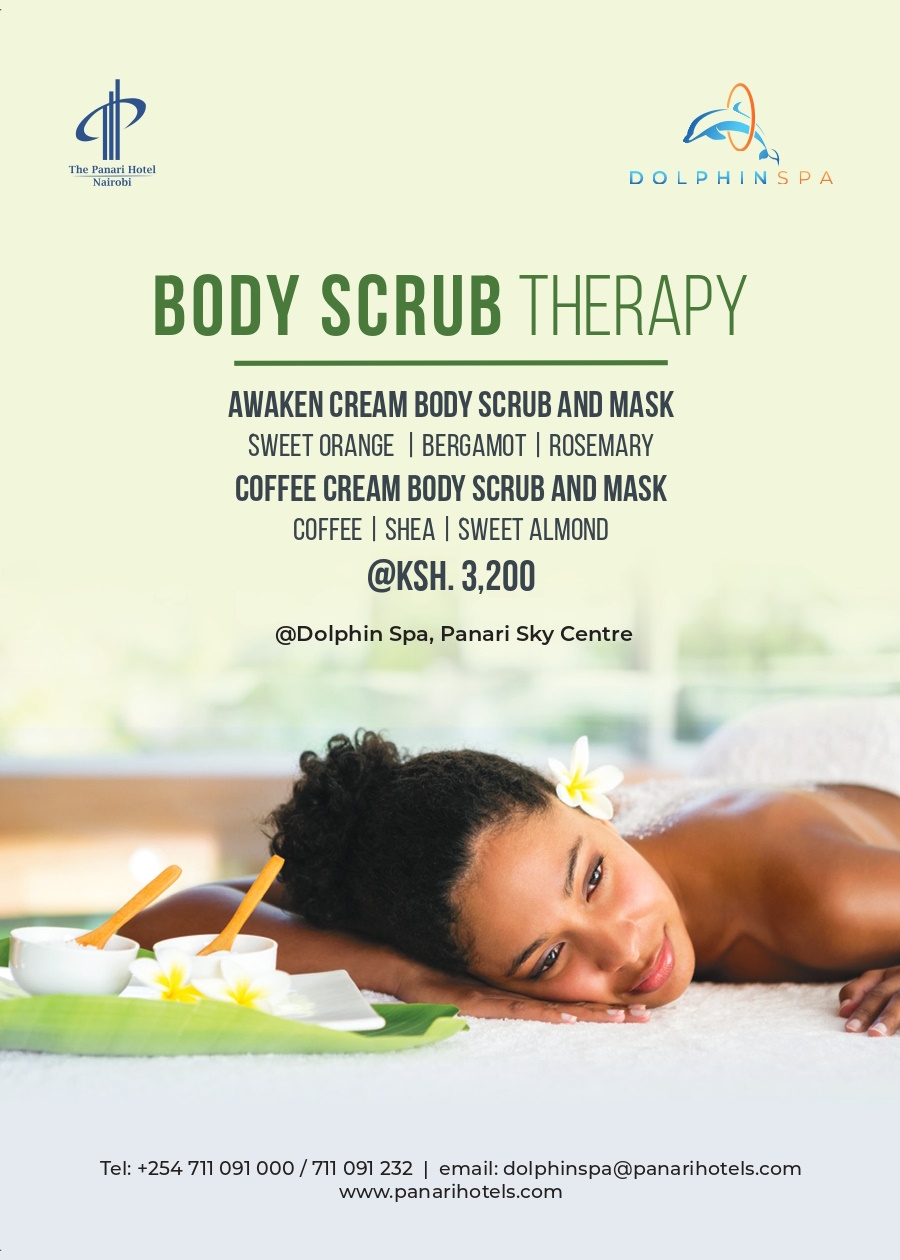 The Panari Hotel
Nairobi
DOLPHINSPA
BODY SCRUB THERAPY
AWAKEN CREAM BODY SCRUB AND MASK
SWEET ORANGE | BERGAMOT | ROSEMARY
COFFEE CREAM BODY SCRUB AND MASK
COFFEE | SHEA | SWEET ALMOND
@KSH. 3,200
@Dolphin Spa, Panari Sky Centre
Tel: +254 711 091 000 / 711 091 232 | email: dolphinspa@panarihotels.com
www.panarihotels.com